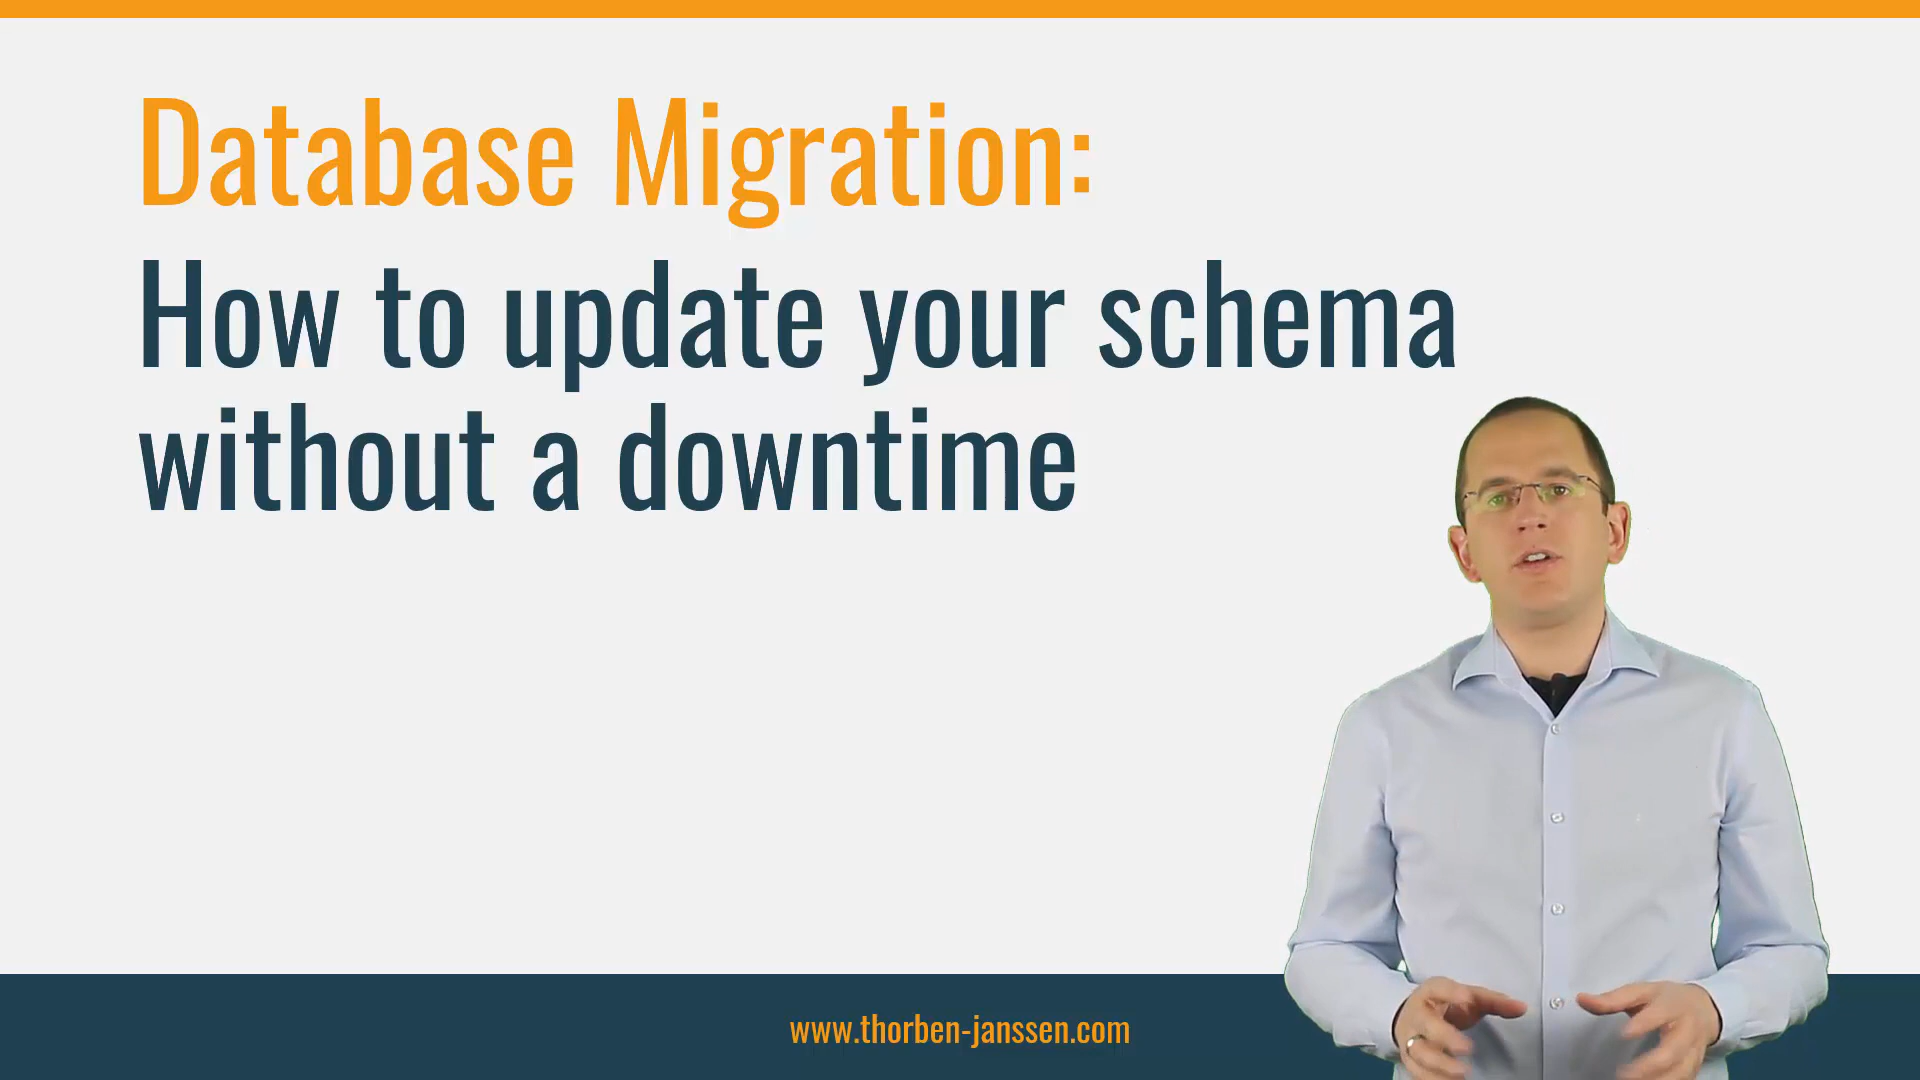 Database Migration:
How to update your schema
without a downtime
www.thorben-janssen.com